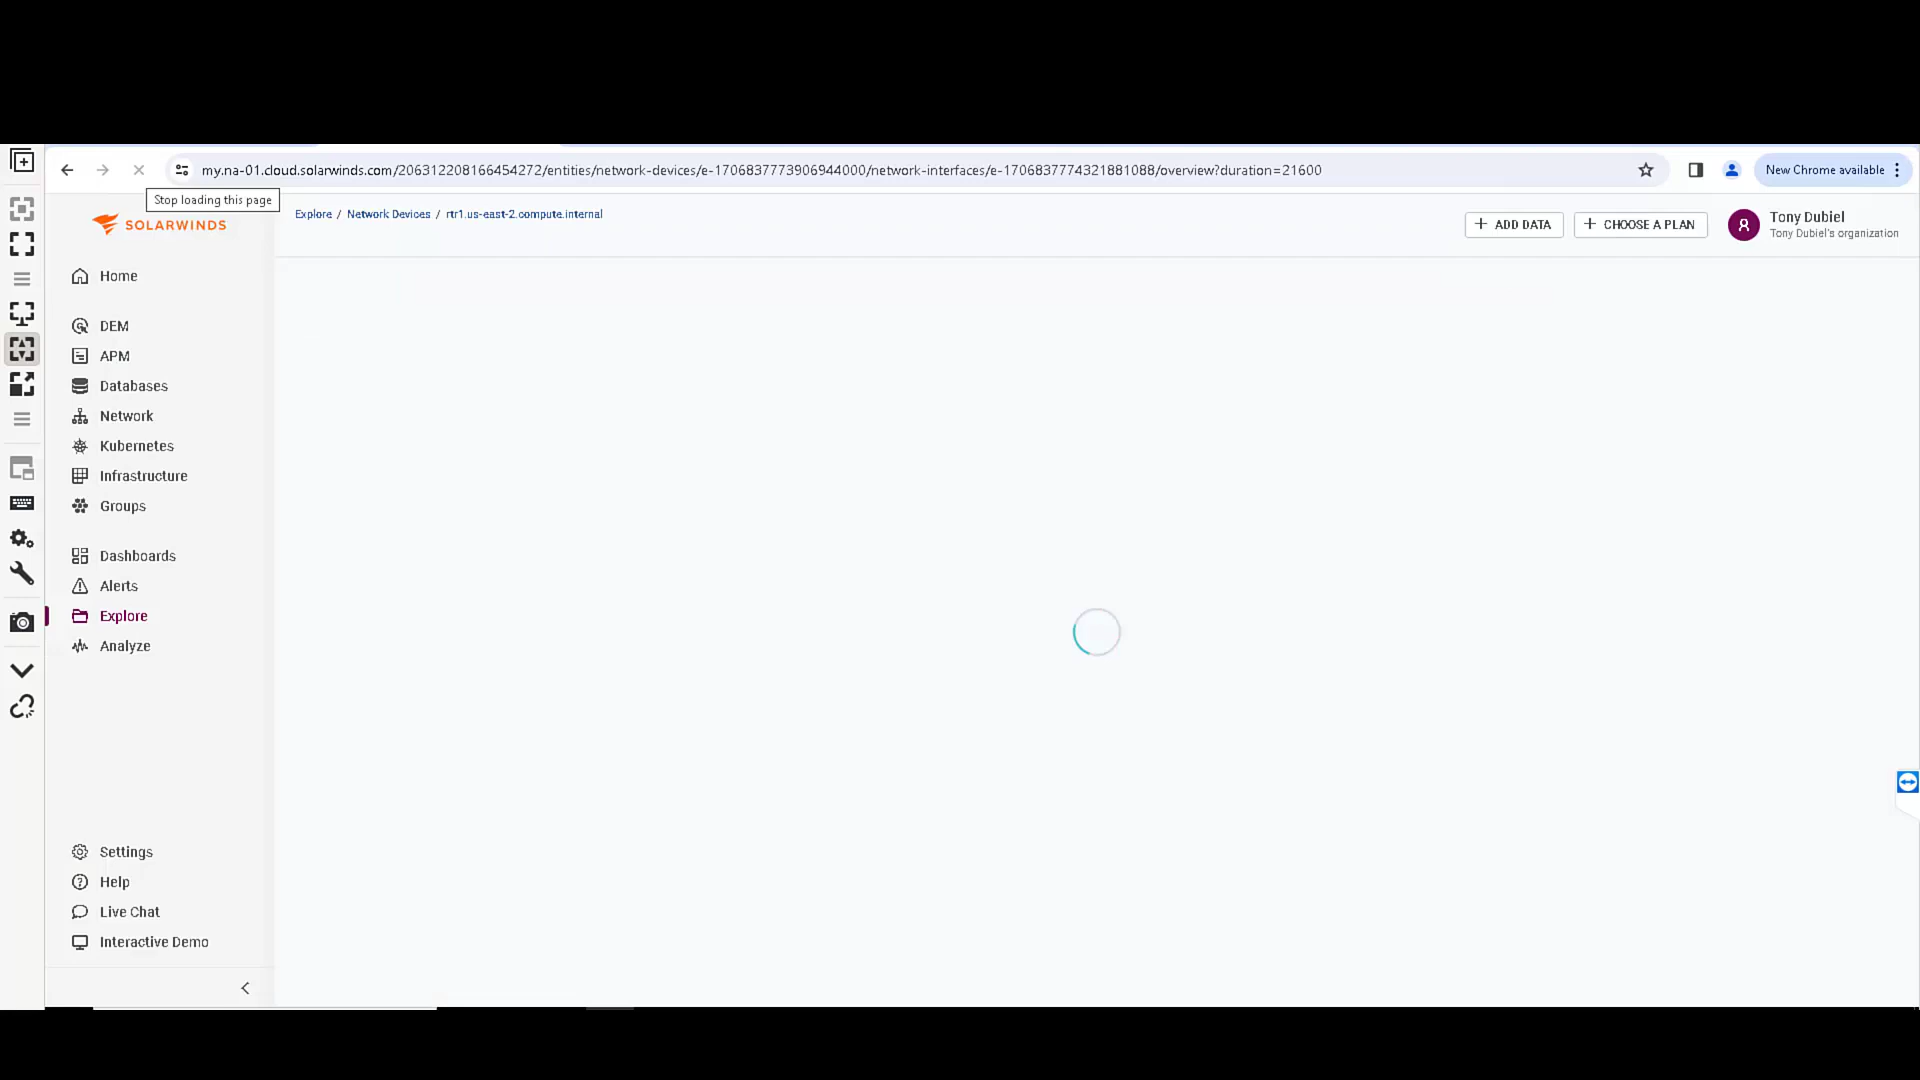 my.na-01.cloud.solarwinds.com/206312208166454272/entities/network-devices/e-1706837773906944000/network-interfaces/e-1706837774321881088/overview?duration=21600
New Chrome available
Stop loading this page
SOLARWINDS
Explore / Network Devices / rtr1.us-east-2.compute.internal
ADD DATA
CHOOSE A PLAN
Tony Dubiel
Tony Dubiel's organization
Home
DEM
APM
Databases
Network
Kubernetes
Infrastructure
Groups
Dashboards
Alerts
Explore
Analyze
Settings
Help
Live Chat
Interactive Demo